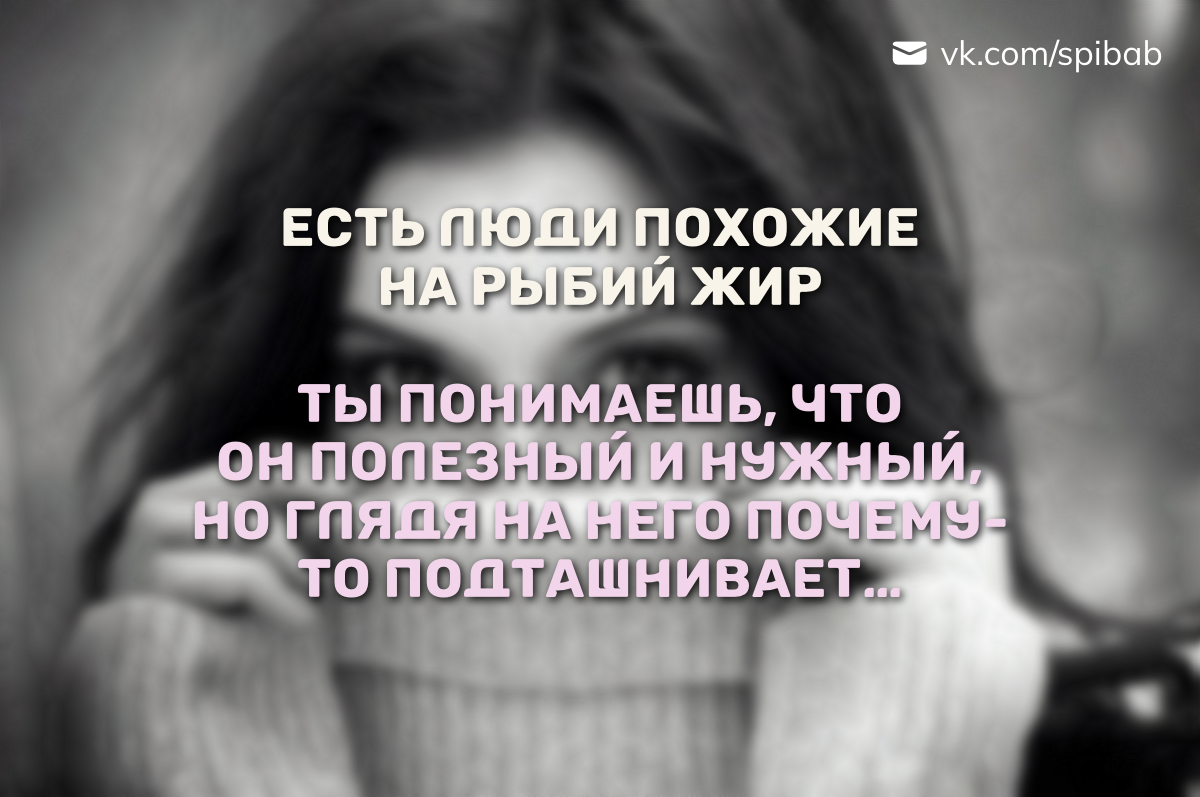 vk.com/spibab
ЕСТЬ ЛЮДИ ПОХОЖИЕ
НА РЫБИЙ ЖИР
ТЫ ПОНИМАЕШЬ, ЧТО
ОН ПОЛЕЗНЫЙ И НУЖНЫЙ,
НО ГЛЯДЯ НА НЕГО ПОЧЕМУ-
ТО ПОДТАШНИВАЕТ...